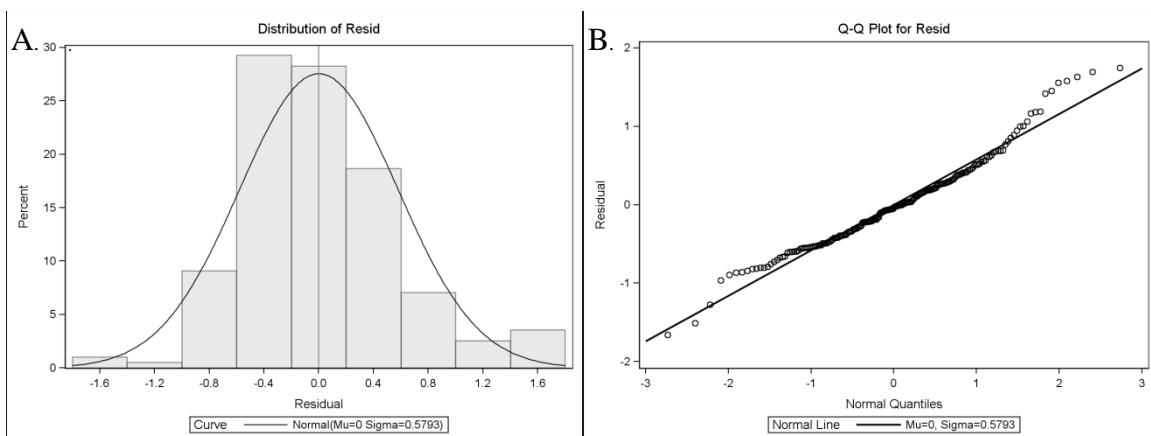 A.
Distribution of Resid
30
25
20
15
10
5
0
Percent
-1.6 -1.2 -0.8 -0.4 0.0 0.4 0.8 1.2 1.6
Residual
Curve Normal(Mu=0 Sigma=0.5793)
B.
Q-Q Plot for Resid
2
1
0
-1
-2
Residual
-3 -2 -1 0 1 2 3
Normal Quantiles
Normal Line Mu=0, Sigma=0.5793